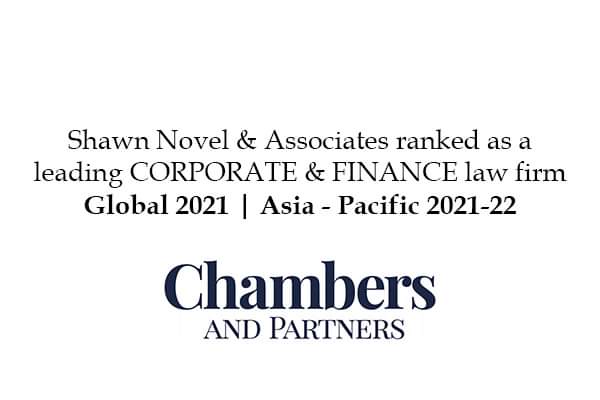 Shawn Novel & Associates ranked as a
leading CORPORATE & FINANCE law firm
Global 2021 | Asia - Pacific 2021-22
Chambers
AND PARTNERS